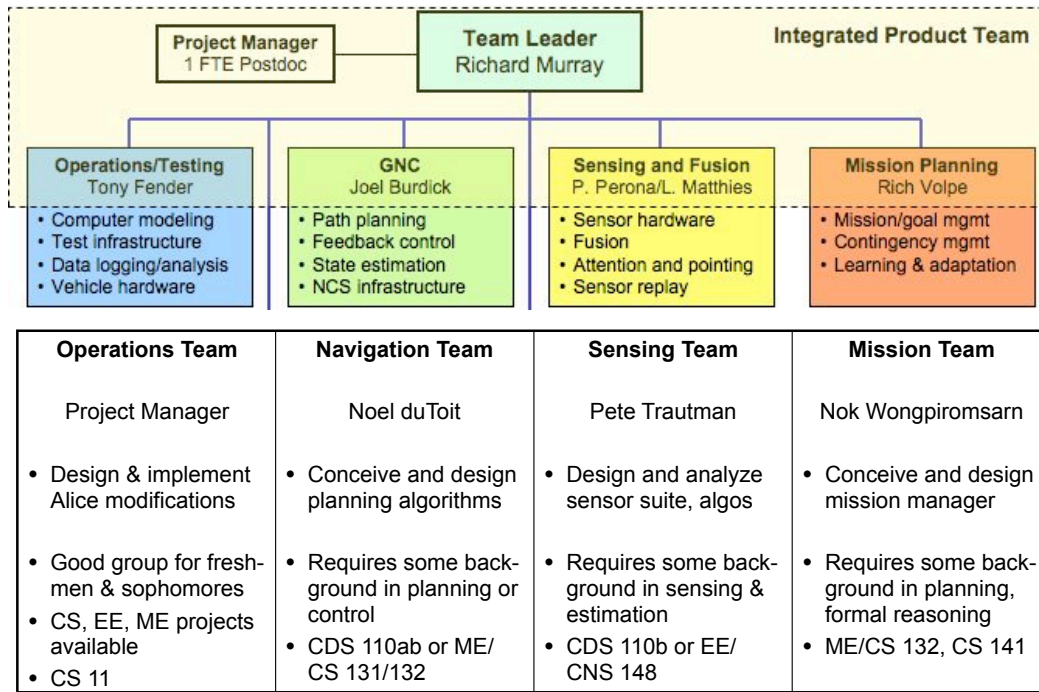 Project Manager
1 FTE Postdoc
Team Leader
Richard Murray
Integrated Product Team
Operations/Testing
Tony Fender
• Computer modeling
• Test infrastructure
• Data logging/analysis
• Vehicle hardware
GNC
Joel Burdick
• Path planning
• Feedback control
• State estimation
• NCS infrastructure
Sensing and Fusion
P. Perona/L. Matthies
• Sensor hardware
• Fusion
• Attention and pointing
• Sensor replay
Mission Planning
Rich Volpe
• Mission/goal mgmt
• Contingency mgmt
• Learning & adaptation
Operations Team
Project Manager
• Design & implement
Alice modifications
• Good group for fresh-
men & sophomores
• CS, EE, ME projects
available
• CS 11
Navigation Team
Noel duToit
• Conceive and design
planning algorithms
• Requires some back-
ground in planning or
control
• CDS 110ab or ME/
CS 131/132
Sensing Team
Pete Trautman
• Design and analyze
sensor suite, algos
• Requires some back-
ground in sensing &
estimation
• CDS 110b or EE/
CNS 148
Mission Team
Nok Wongpiromsarn
• Conceive and design
mission manager
• Requires some back-
ground in planning,
formal reasoning
• ME/CS 132, CS 141